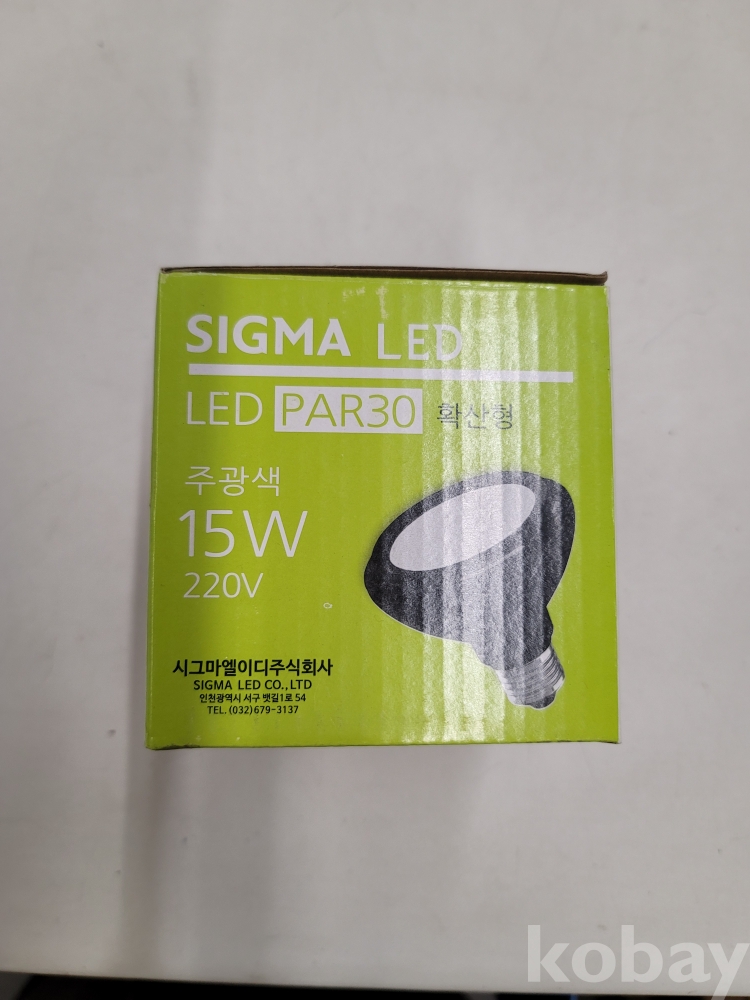 SIGMA LED
LED PAR30 확산형
주광색
15W
220V
시그마엘이디주식회사
SIGMA LED CO.,LTD
인천광역시 서구 뱃길1로 54
TEL. (032)679-3137
kobay